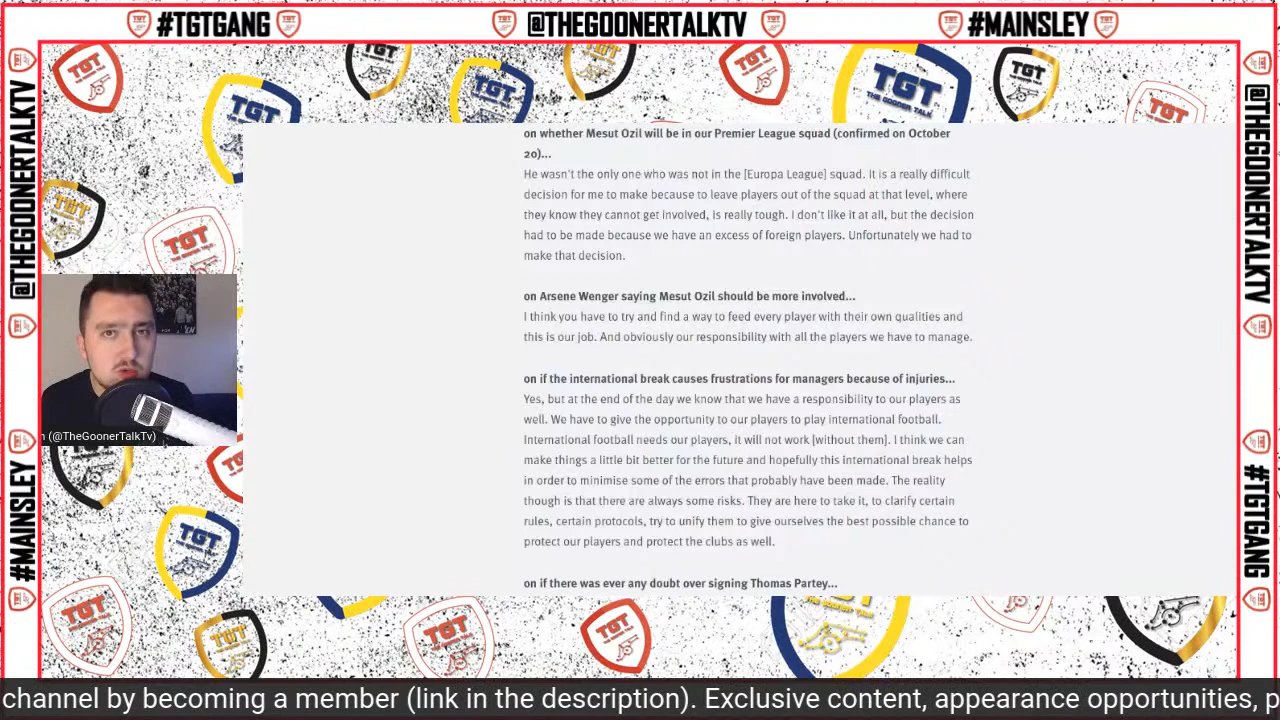 #TGTGANG
@THEGOONERTALKTV
#MAINSLEY
@THEGOONERTALKTV
#MAINSLEY
@THEGOONERTALKTV
#TGTGANG
TGT
THE GOONER TALK
on whether Mesut Ozil will be in our Premier League squad (confirmed on October
20)...
He wasn't the only one who was not in the [Europa League] squad. It is a really difficult
decision for me to make because to leave players out of the squad at that level, where
they know they cannot get involved, is really tough. I don't like it at all, but the decision
had to be made because we have an excess of foreign players. Unfortunately we had to
make that decision.
on Arsene Wenger saying Mesut Ozil should be more involved...
I think you have to try and find a way to feed every player with their own qualities and
this is our job. And obviously our responsibility with all the players we have to manage.
on if the international break causes frustrations for managers because of injuries...
Yes, but at the end of the day we know that we have a responsibility to our players as
well. We have to give the opportunity to our players to play international football.
International football needs our players, it will not work [without them]. I think we can
make things a little bit better for the future and hopefully this international break helps
in order to minimise some of the errors that probably have been made. The reality
though is that there are always some risks. They are here to take it, to clarify certain
rules, certain protocols, try to unify them to give ourselves the best possible chance to
protect our players and protect the clubs as well.
on if there was ever any doubt over signing Thomas Partey...
n (@TheGoonerTalkTv)
channel by becoming a member (link in the description). Exclusive content, appearance opportunities, p